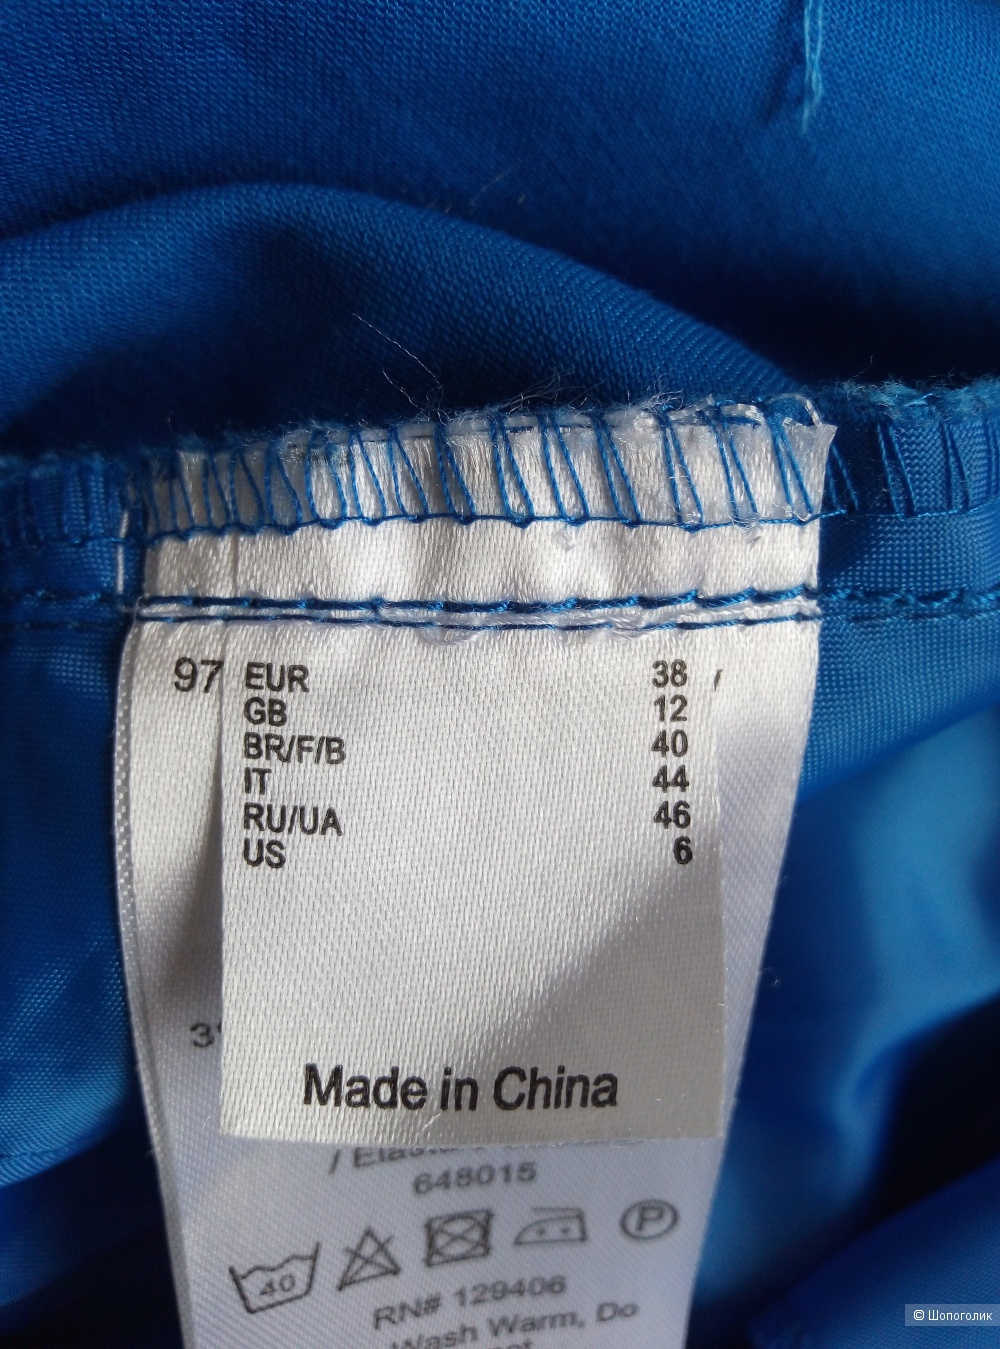 97
EUR 38
GB 12
BR/F/B 40
IT 44
RU/UA 46
US 6
Made in China
648015
40
P
RN# 129406
Wash Warm, Do
© Шопоголик